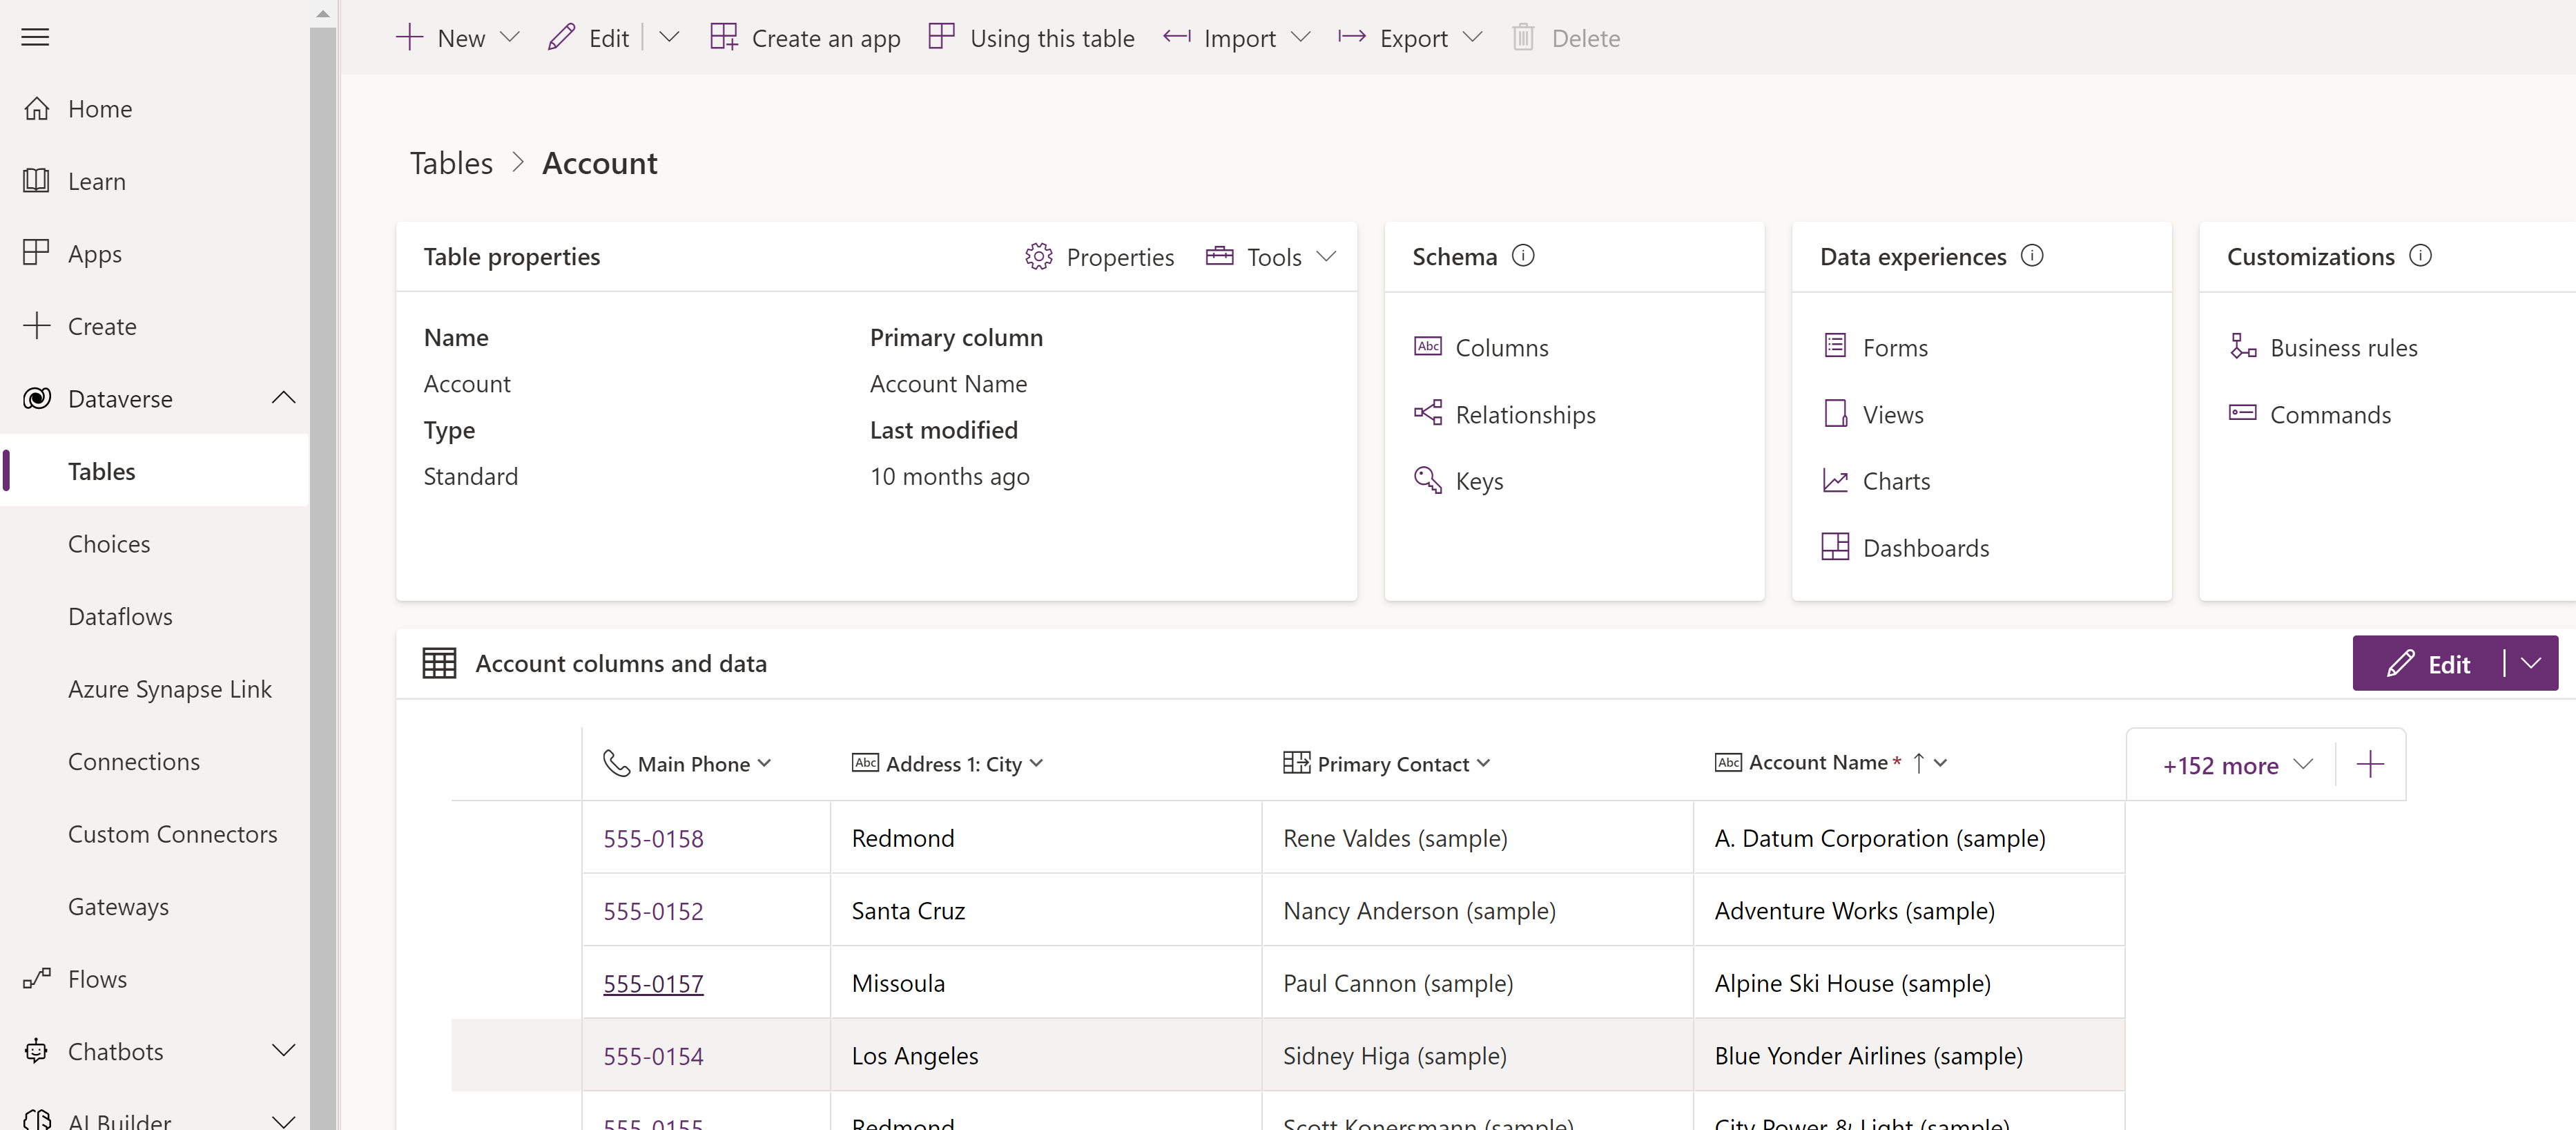 New
Edit
Create an app
Using this table
Import
Export
Delete
Home
Learn
Apps
Create
Dataverse
Tables
Choices
Dataflows
Azure Synapse Link
Connections
Custom Connectors
Gateways
Flows
Chatbots
AI Builder
Tables > Account
Table properties
Properties
Tools
Name
Account
Type
Standard
Primary column
Account Name
Last modified
10 months ago
Schema
Abc Columns
Relationships
Keys
Data experiences
Forms
Views
Charts
Dashboards
Customizations
Business rules
Commands
Account columns and data
Edit
Main Phone Abc Address 1: City Primary Contact Abc Account Name * +152 more
555-0158 Redmond Rene Valdes (sample) A. Datum Corporation (sample)
555-0152 Santa Cruz Nancy Anderson (sample) Adventure Works (sample)
555-0157 Missoula Paul Cannon (sample) Alpine Ski House (sample)
555-0154 Los Angeles Sidney Higa (sample) Blue Yonder Airlines (sample)
555-0155 Redmond Scott Konersmann (sample) City Power & Light (sample)